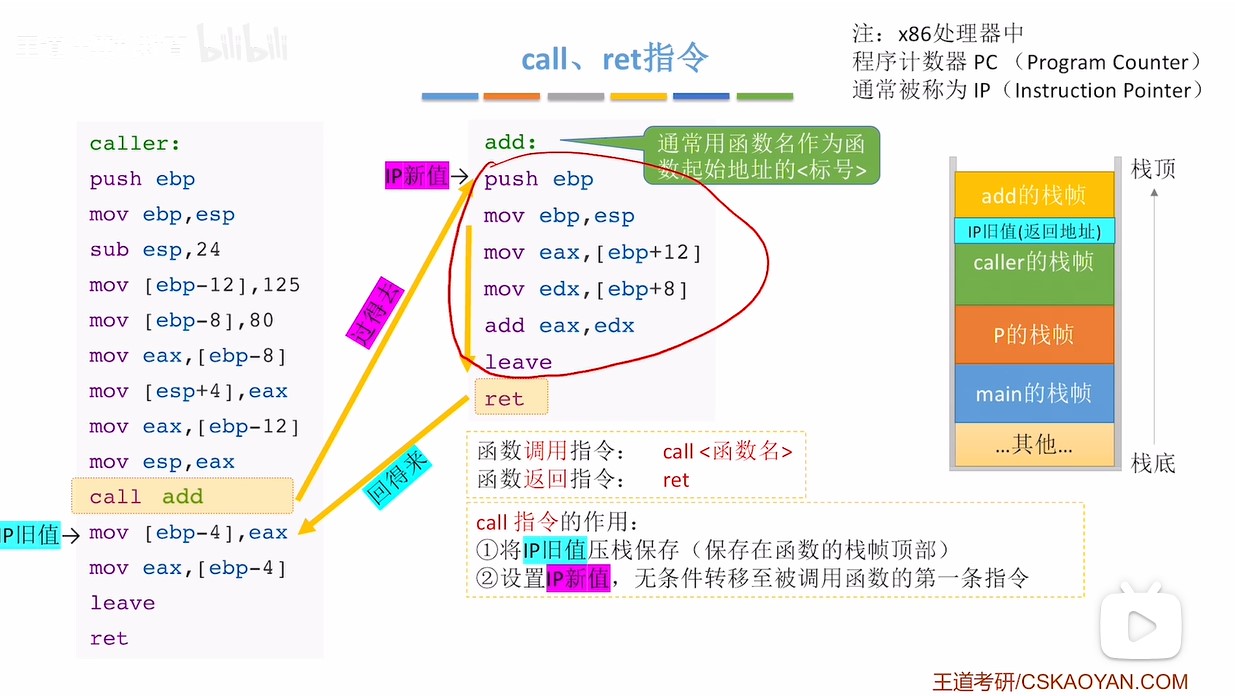 bilibili
call、ret指令
注：x86处理器中
程序计数器 PC （Program Counter）
通常被称为 IP（Instruction Pointer）
caller:
push ebp
mov ebp,esp
sub esp,24
mov [ebp-12],125
mov [ebp-8],80
mov eax,[ebp-8]
mov [esp+4],eax
mov eax,[ebp-12]
mov esp,eax
call add
IP旧值→ mov [ebp-4],eax
mov eax,[ebp-4]
leave
ret
过得去
回得来
add:
IP新值→ push ebp
mov ebp,esp
mov eax,[ebp+12]
mov edx,[ebp+8]
add eax,edx
leave
ret
通常用函数名作为函
数起始地址的<标号>
函数调用指令： call <函数名>
函数返回指令： ret
call 指令的作用：
①将IP旧值压栈保存（保存在函数的栈帧顶部）
②设置IP新值，无条件转移至被调用函数的第一条指令
栈顶
add的栈帧
IP旧值(返回地址)
caller的栈帧
P的栈帧
main的栈帧
...其他...
栈底
王道考研/CSKAOYAN.COM